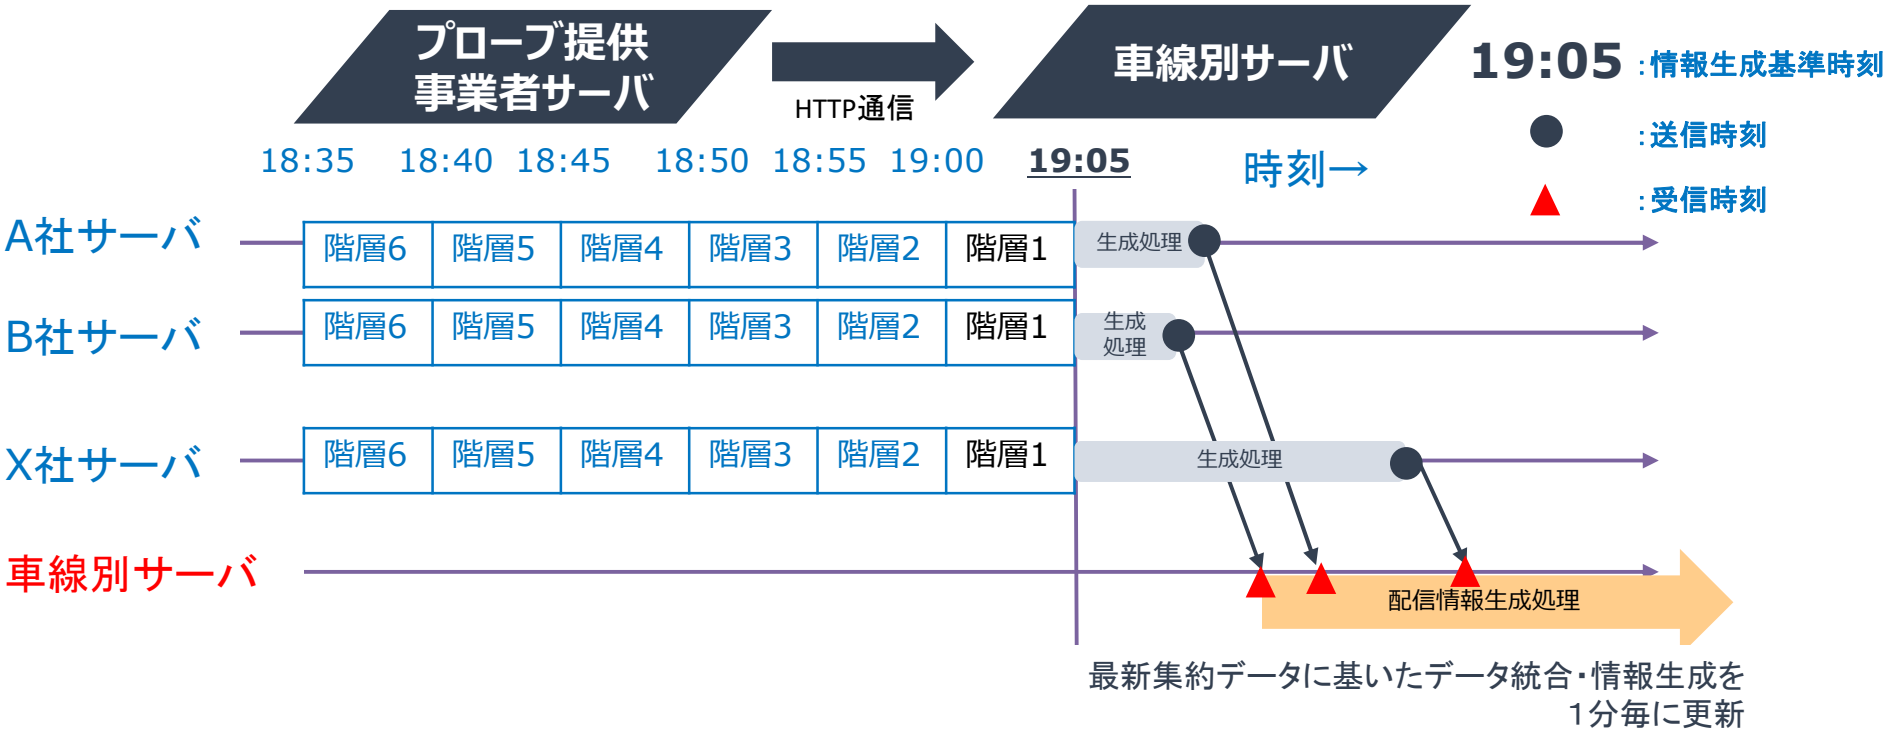 プローブ提供
事業者サーバ
HTTP通信
車線別サーバ
19:05 :情報生成基準時刻
:送信時刻
:受信時刻
18:35 18:40 18:45 18:50 18:55 19:00 19:05 時刻→
A社サーバ 階層6 階層5 階層4 階層3 階層2 階層1 生成処理
B社サーバ 階層6 階層5 階層4 階層3 階層2 階層1 生成
処理
X社サーバ 階層6 階層5 階層4 階層3 階層2 階層1 生成処理
車線別サーバ
配信情報生成処理
最新集約データに基いたデータ統合・情報生成を
1分毎に更新